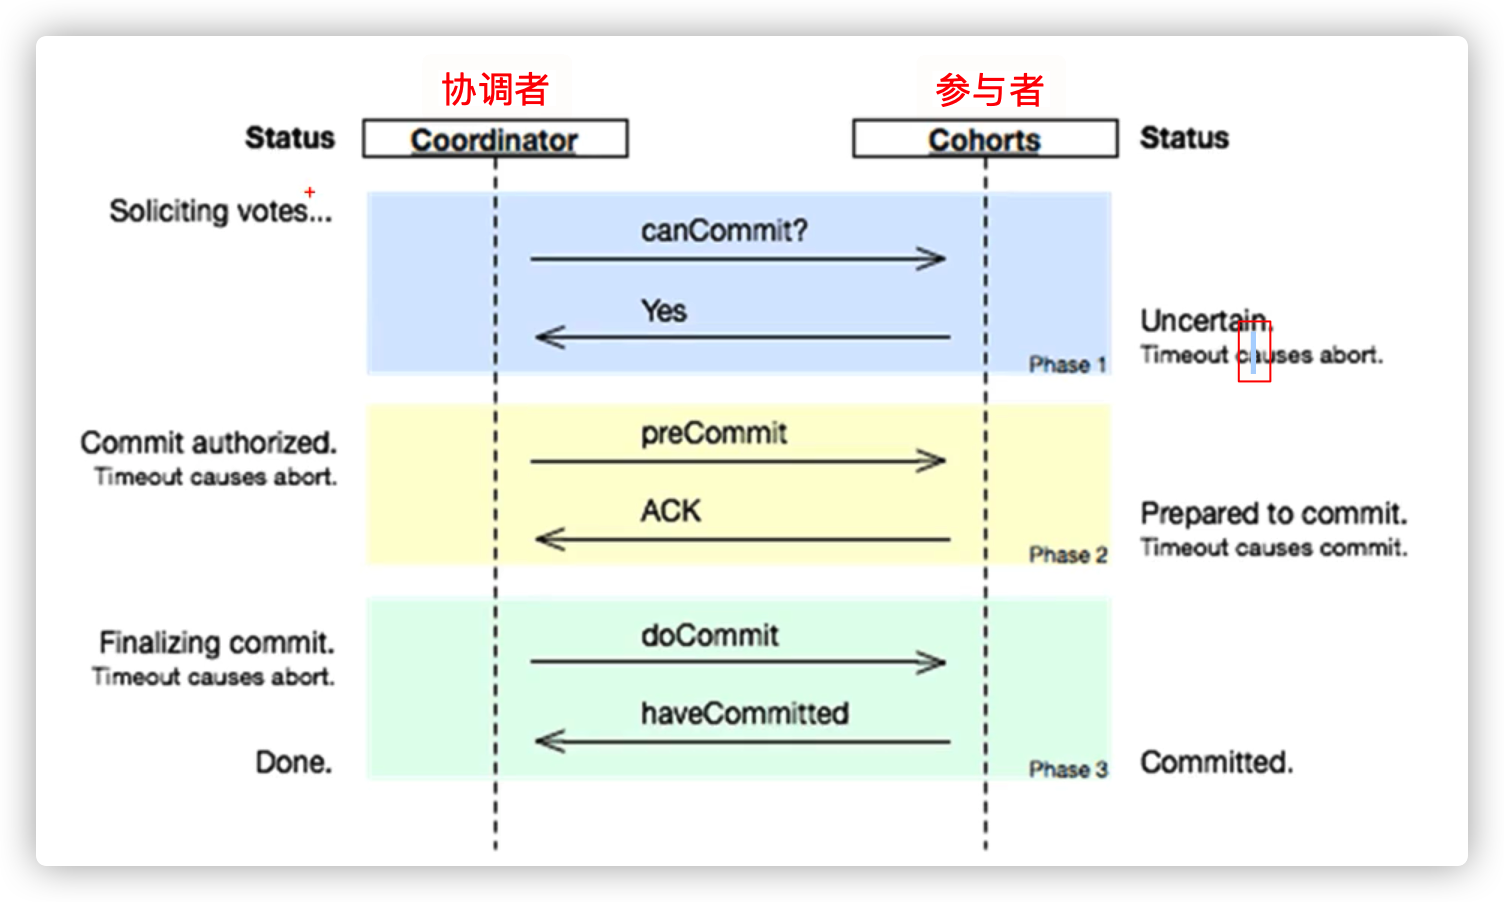 协调者
参与者
Status
Coordinator
Cohorts
Status
Soliciting votes...
canCommit?
Yes
Uncertain.
Timeout causes abort.
Phase 1
Commit authorized.
Timeout causes abort.
preCommit
ACK
Prepared to commit.
Timeout causes commit.
Phase 2
Finalizing commit.
Timeout causes abort.
doCommit
haveCommitted
Done.
Phase 3
Committed.